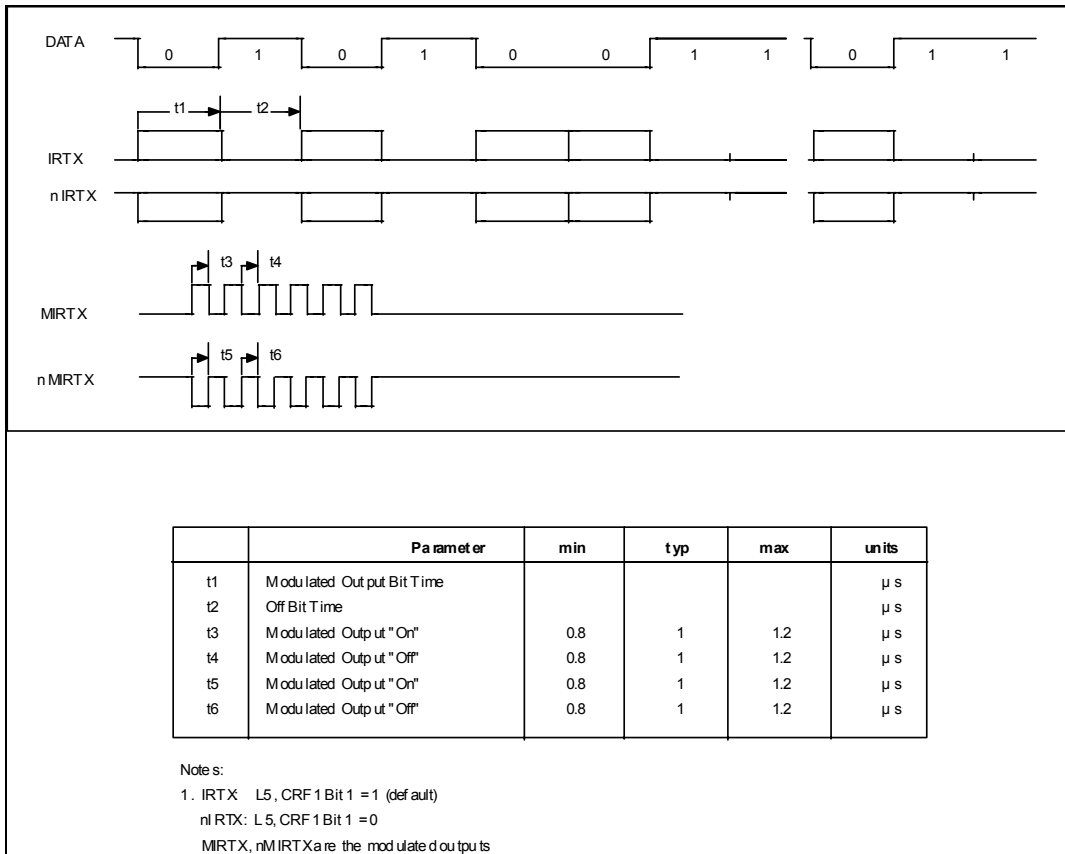 DATA 0 1 0 1 0 0 1 1 0 1 1
t1 t2
IRTX
nIRTX
t3 t4
MIRTX
t5 t6
nMIRTX
Parameter min typ max units
t1 Modulated Output Bit Time µs
t2 Off Bit Time µs
t3 Modulated Output "On" 0.8 1 1.2 µs
t4 Modulated Output "Off" 0.8 1 1.2 µs
t5 Modulated Output "On" 0.8 1 1.2 µs
t6 Modulated Output "Off" 0.8 1 1.2 µs
Notes:
1. IRTX: L5, CRF1 Bit 1 = 1 (default)
nIRTX: L5, CRF1 Bit 1 = 0
MIRTX, nMIRTX are the modulated outputs